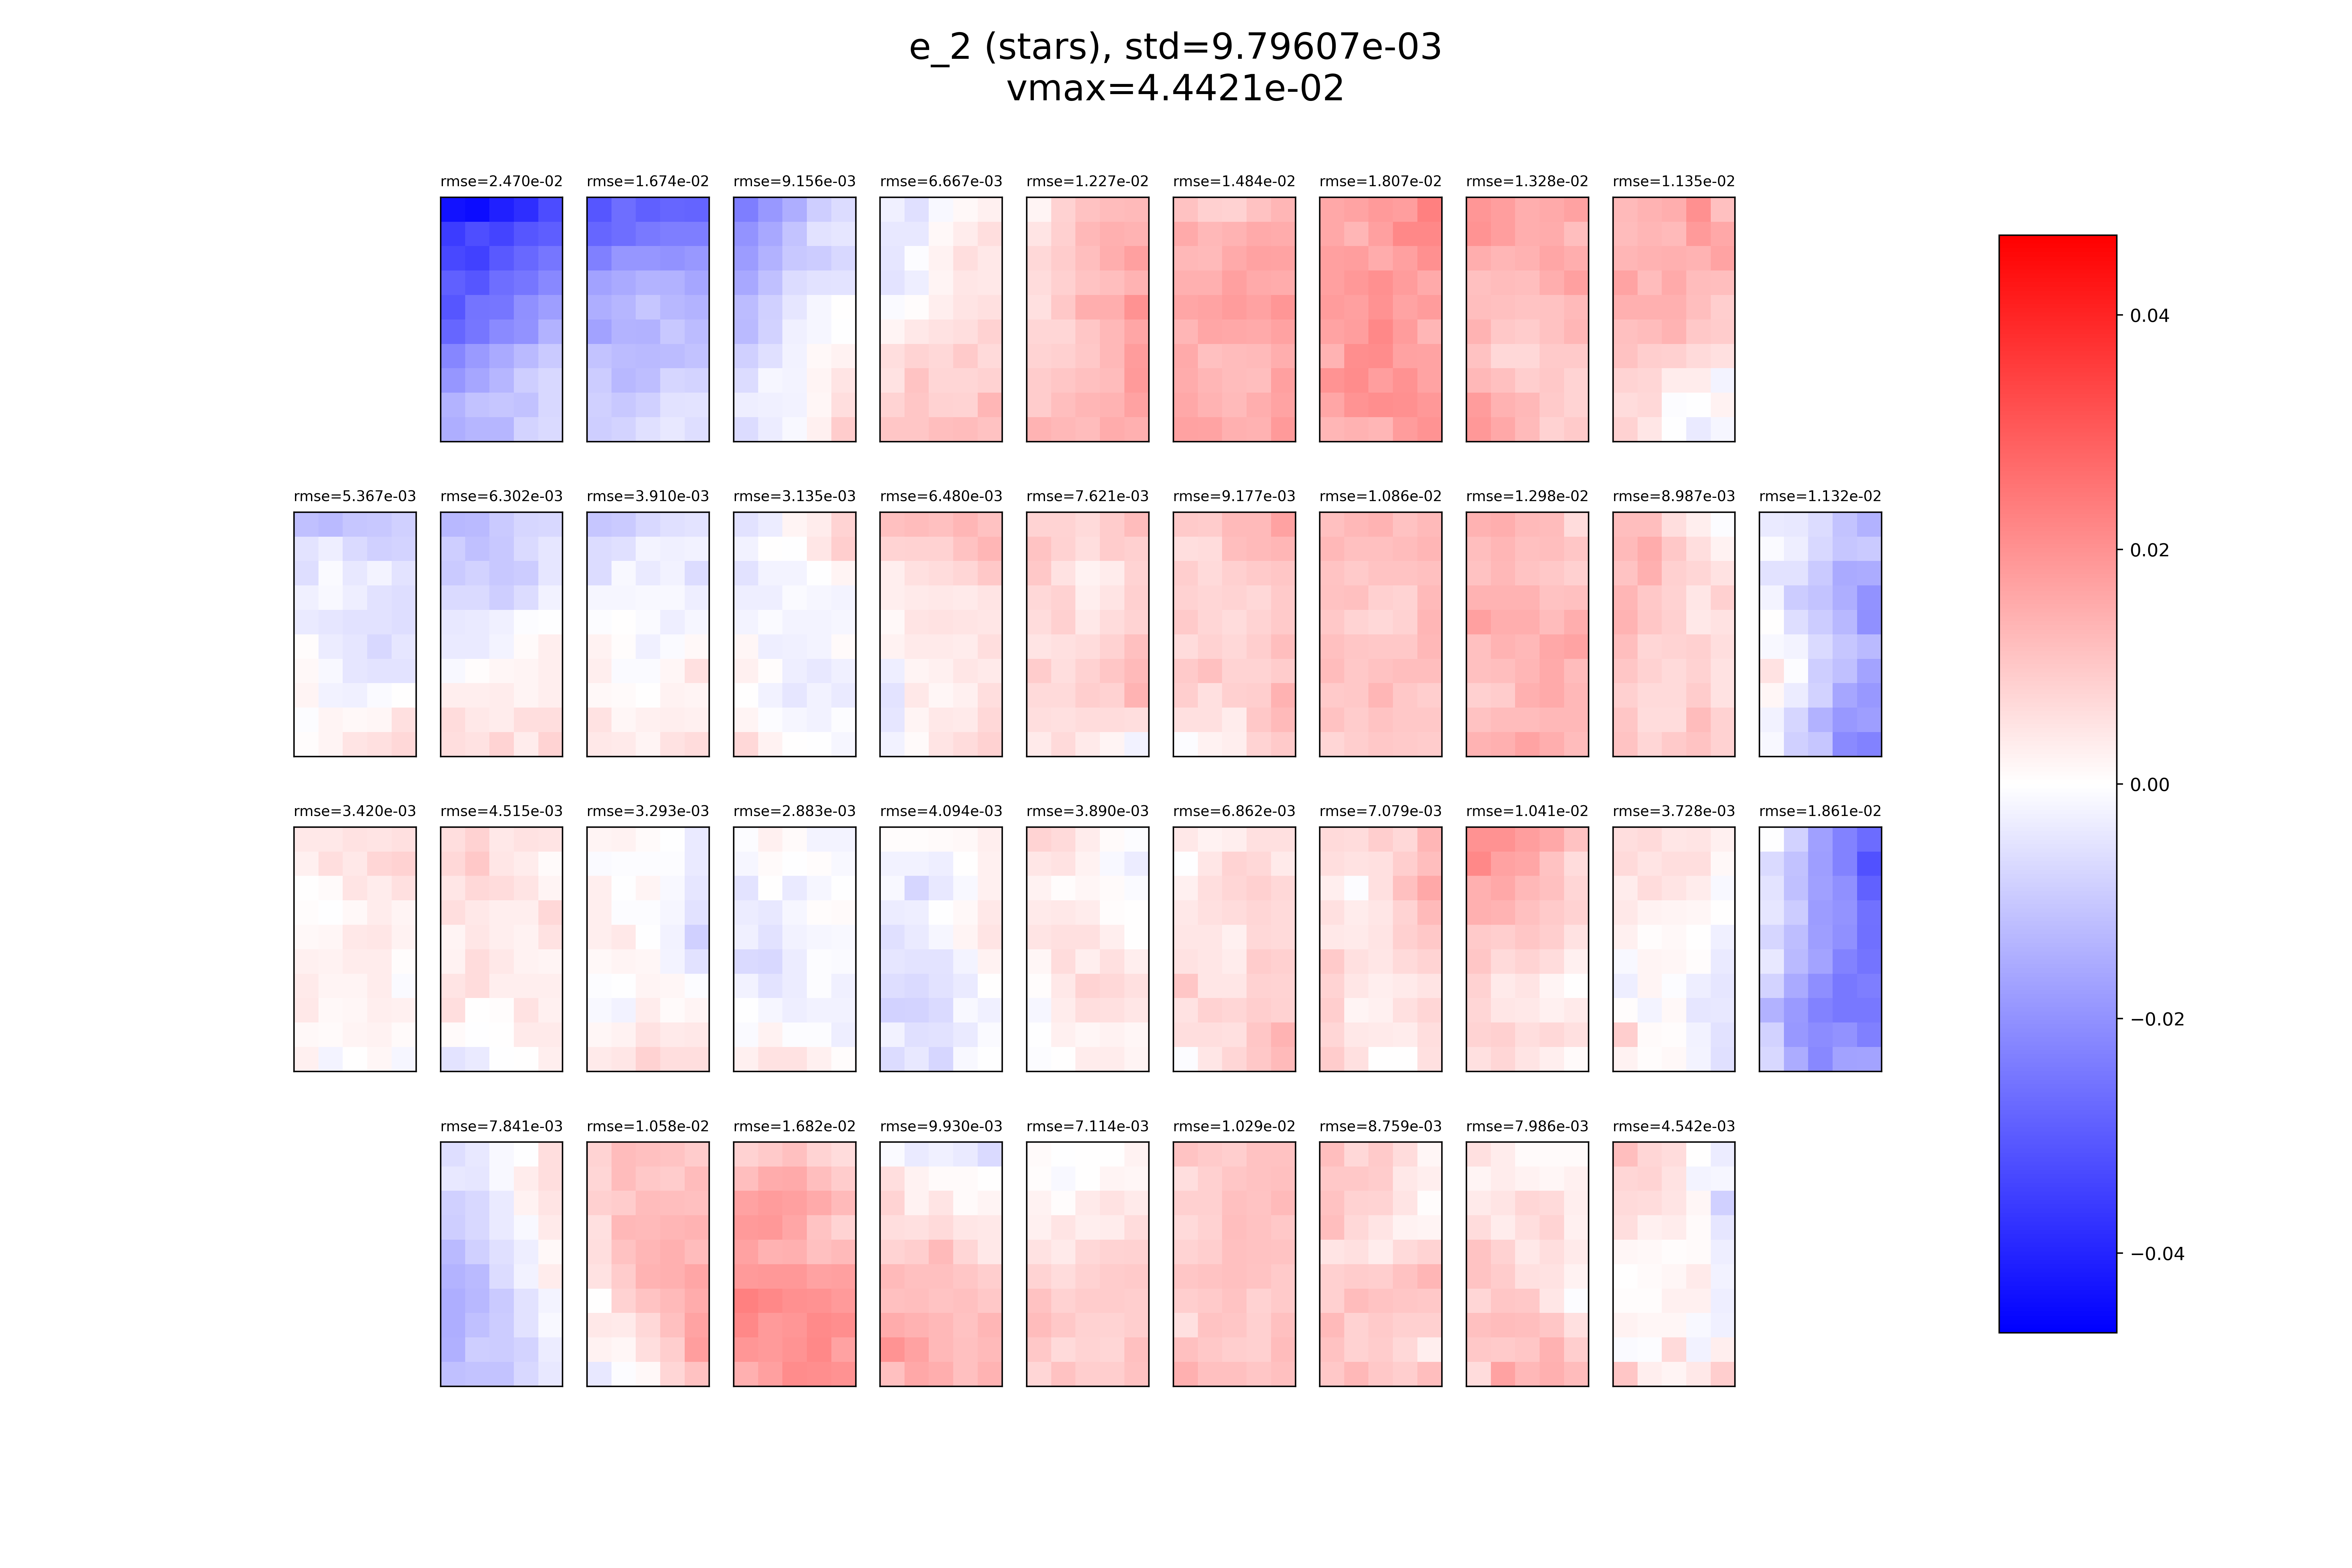 e_2 (stars), std=9.79607e-03
vmax=4.4421e-02
rmse=2.470e-02 rmse=1.674e-02 rmse=9.156e-03 rmse=6.667e-03 rmse=1.227e-02 rmse=1.484e-02 rmse=1.807e-02 rmse=1.328e-02 rmse=1.135e-02
rmse=5.367e-03 rmse=6.302e-03 rmse=3.910e-03 rmse=3.135e-03 rmse=6.480e-03 rmse=7.621e-03 rmse=9.177e-03 rmse=1.086e-02 rmse=1.298e-02 rmse=8.987e-03 rmse=1.132e-02
rmse=3.420e-03 rmse=4.515e-03 rmse=3.293e-03 rmse=2.883e-03 rmse=4.094e-03 rmse=3.890e-03 rmse=6.862e-03 rmse=7.079e-03 rmse=1.041e-02 rmse=3.728e-03 rmse=1.861e-02
rmse=7.841e-03 rmse=1.058e-02 rmse=1.682e-02 rmse=9.930e-03 rmse=7.114e-03 rmse=1.029e-02 rmse=8.759e-03 rmse=7.986e-03 rmse=4.542e-03
0.04
0.02
0.00
−0.02
−0.04